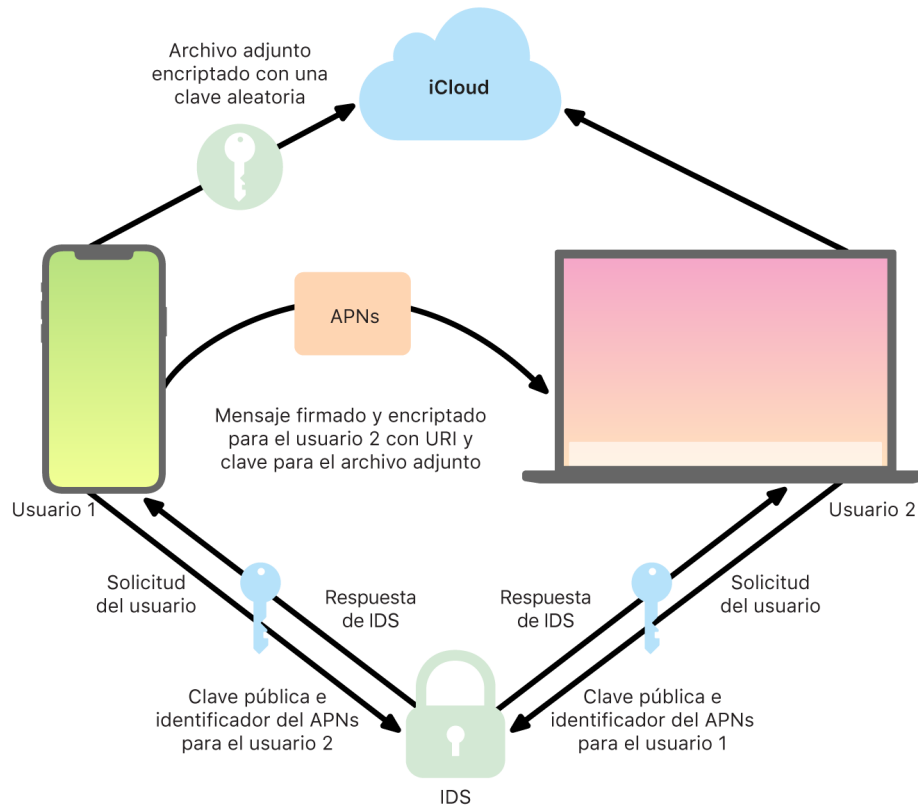 Archivo adjunto
encriptado con una
clave aleatoria
iCloud
APNs
Mensaje firmado y encriptado
para el usuario 2 con URI y
clave para el archivo adjunto
Usuario 1
Usuario 2
Solicitud
del usuario
Respuesta
de IDS
Respuesta
de IDS
Solicitud
del usuario
Clave pública e
identificador del APNs
para el usuario 2
Clave pública e
identificador del APNs
para el usuario 1
IDS